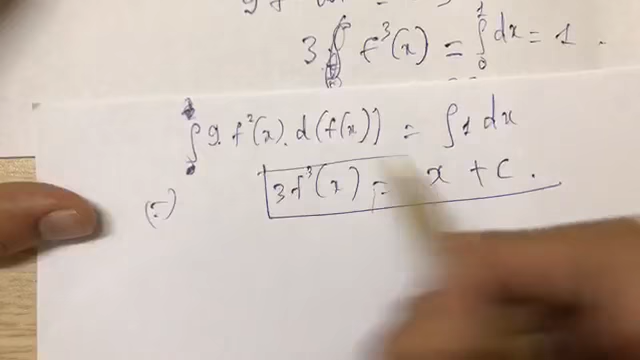 3 f³(x) = ∫₀¹ dx = 1 .
∫ 9 f²(x) . d(f(x)) = ∫ 1 dx
3f³(x) = x + C .